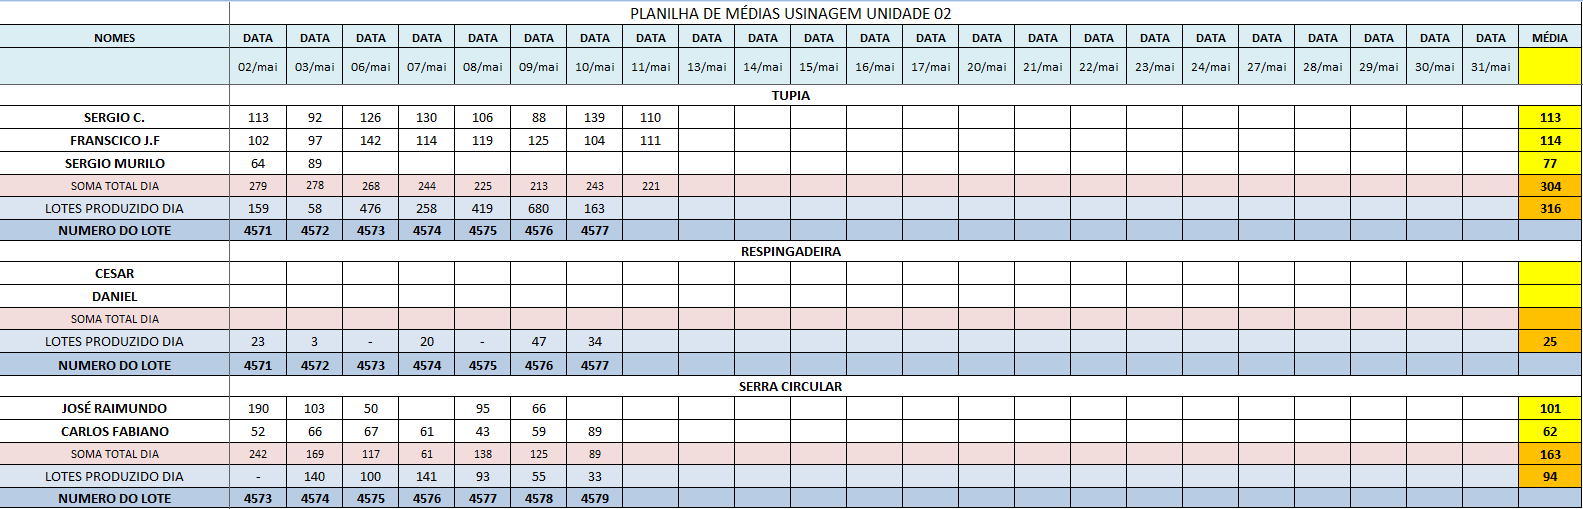 PLANILHA DE MÉDIAS USINAGEM UNIDADE 02
NOMES DATA DATA DATA DATA DATA DATA DATA DATA DATA DATA DATA DATA DATA DATA DATA DATA DATA DATA DATA DATA DATA DATA DATA MÉDIA
02/mai 03/mai 06/mai 07/mai 08/mai 09/mai 10/mai 11/mai 13/mai 14/mai 15/mai 16/mai 17/mai 20/mai 21/mai 22/mai 23/mai 24/mai 27/mai 28/mai 29/mai 30/mai 31/mai
TUPIA
SERGIO C. 113 92 126 130 106 88 139 110 113
FRANSCICO J.F 102 97 142 114 119 125 104 111 114
SERGIO MURILO 64 89 77
SOMA TOTAL DIA 279 278 268 244 225 213 243 221 304
LOTES PRODUZIDO DIA 159 58 476 258 419 680 163 316
NUMERO DO LOTE 4571 4572 4573 4574 4575 4576 4577
RESPINGADEIRA
CESAR
DANIEL
SOMA TOTAL DIA
LOTES PRODUZIDO DIA 23 3 - 20 - 47 34 25
NUMERO DO LOTE 4571 4572 4573 4574 4575 4576 4577
SERRA CIRCULAR
JOSÉ RAIMUNDO 190 103 50 95 66 101
CARLOS FABIANO 52 66 67 61 43 59 89 62
SOMA TOTAL DIA 242 169 117 61 138 125 89 163
LOTES PRODUZIDO DIA - 140 100 141 93 55 33 94
NUMERO DO LOTE 4573 4574 4575 4576 4577 4578 4579